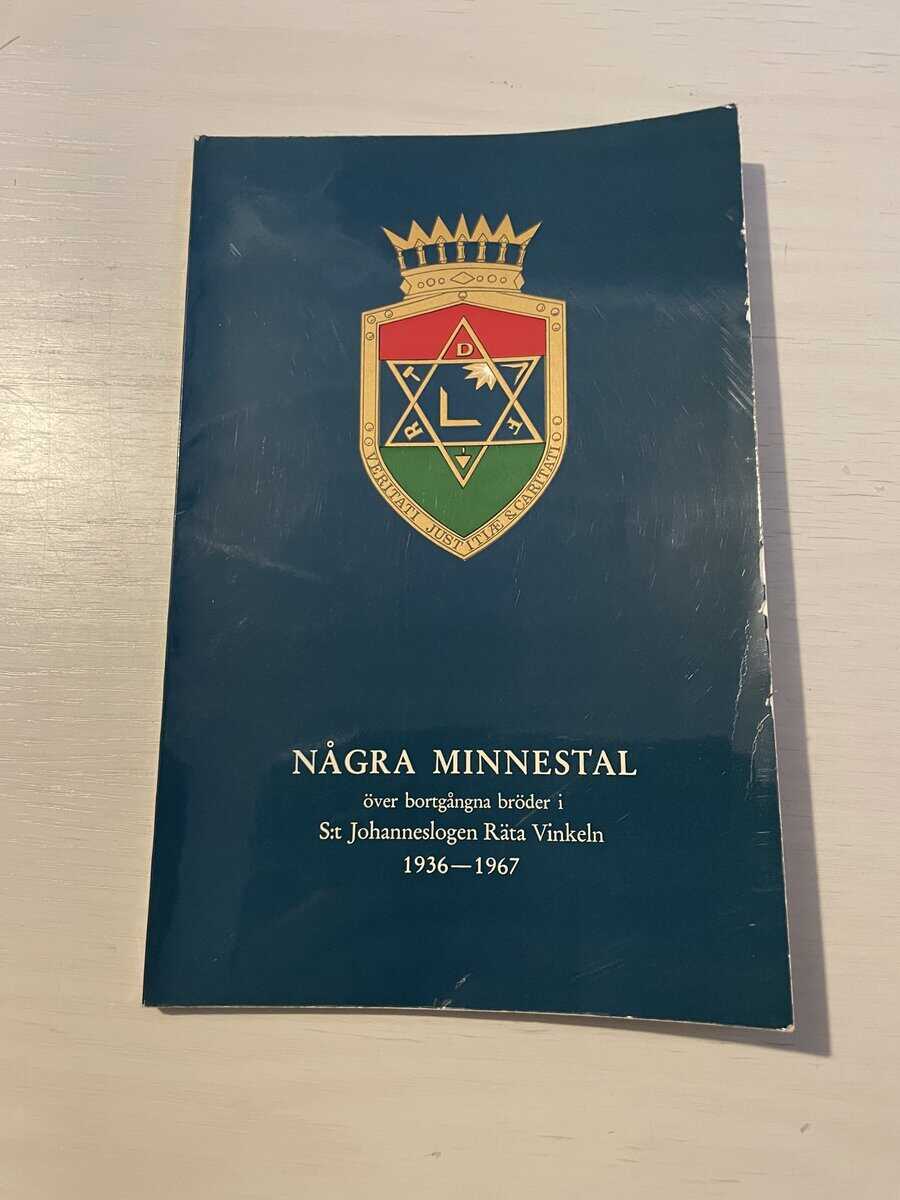 D
T
R
L
F
VERITATI JUSTITIÆ & CARITATI
NÅGRA MINNESTAL
över bortgångna bröder i
S:t Johanneslogen Räta Vinkeln
1936—1967